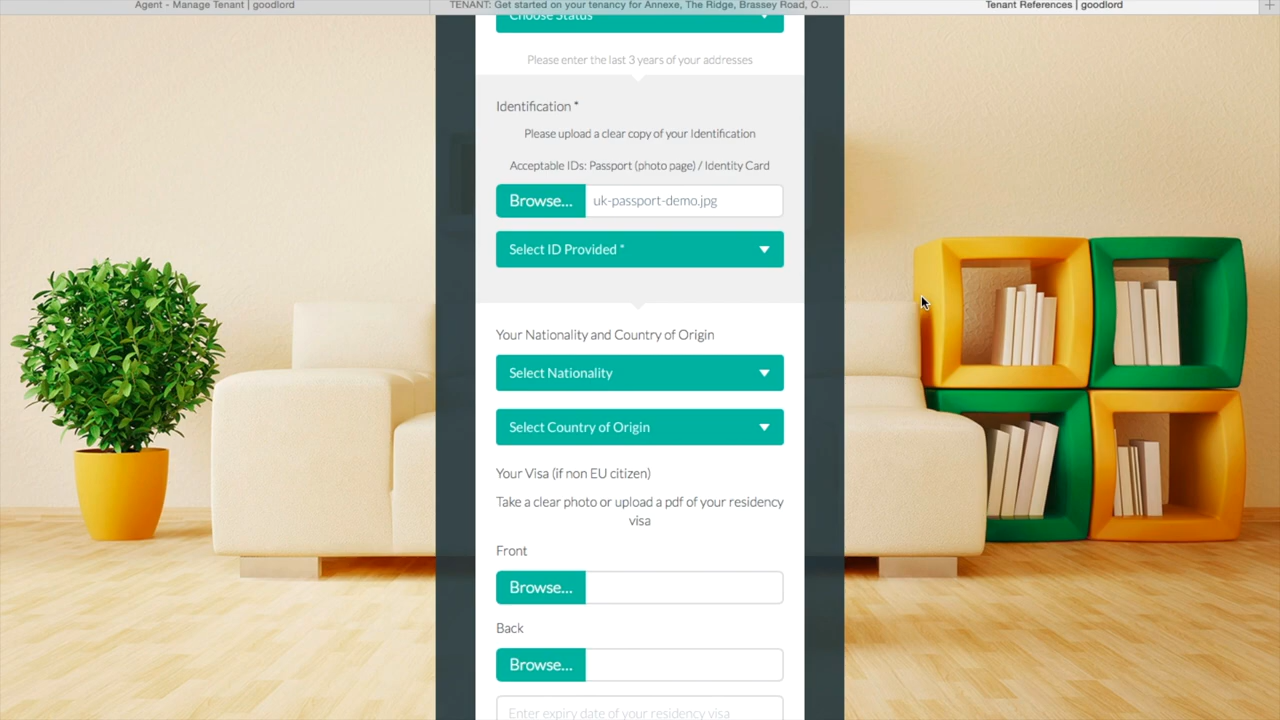 Agent - Manage Tenant | goodlord
TENANT: Get started on your tenancy for Annexe, The Ridge, Brassey Road, O...
Tenant References | goodlord
Choose Status
Please enter the last 3 years of your addresses
Identification *
Please upload a clear copy of your Identification
Acceptable IDs: Passport (photo page) / Identity Card
Browse... uk-passport-demo.jpg
Select ID Provided *
Your Nationality and Country of Origin
Select Nationality
Select Country of Origin
Your Visa (if non EU citizen)
Take a clear photo or upload a pdf of your residency
visa
Front
Browse...
Back
Browse...
Enter expiry date of your residency visa